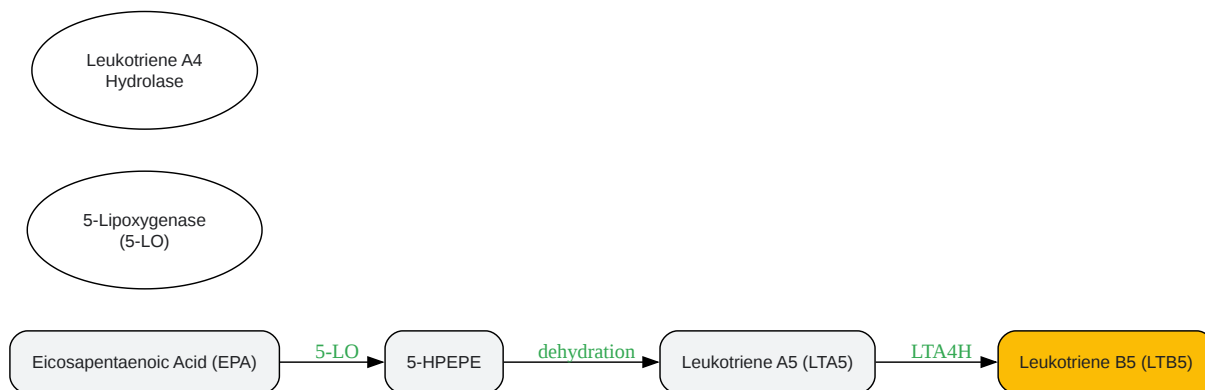 Leukotriene A4
Hydrolase
5-Lipoxygenase
(5-LO)
Eicosapentaenoic Acid (EPA)
5-LO
5-HPEPE
dehydration
Leukotriene A5 (LTA5)
LTA4H
Leukotriene B5 (LTB5)